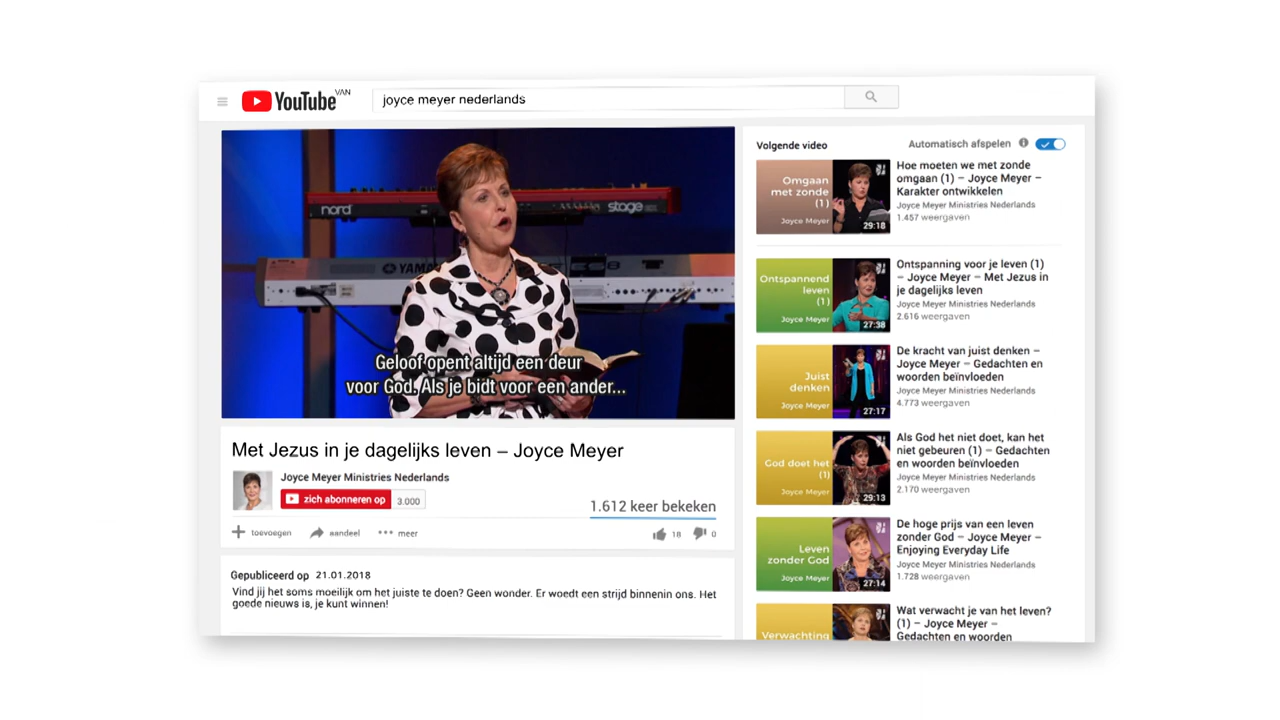 YouTube VAN
joyce meyer nederlands
nord
stage
YAMAHA
Geloof opent altijd een deur
voor God. Als je bidt voor een ander...
Met Jezus in je dagelijks leven – Joyce Meyer
Joyce Meyer Ministries Nederlands
zich abonneren op 3.000
1.612 keer bekeken
toevoegen aandeel meer 18 0
Gepubliceerd op 21.01.2018
Vind jij het soms moeilijk om het juiste te doen? Geen wonder. Er woedt een strijd binnenin ons. Het
goede nieuws is, je kunt winnen!
Volgende video
Automatisch afspelen
Omgaan
met zonde
(1)
Joyce Meyer
29:18
Hoe moeten we met zonde
omgaan (1) – Joyce Meyer –
Karakter ontwikkelen
Joyce Meyer Ministries Nederlands
1.457 weergaven
Ontspannend
leven
(1)
Joyce Meyer
27:38
Ontspanning voor je leven (1)
– Joyce Meyer – Met Jezus in
je dagelijks leven
Joyce Meyer Ministries Nederlands
2.616 weergaven
Juist
denken
Joyce Meyer
27:17
De kracht van juist denken –
Joyce Meyer – Gedachten en
woorden beïnvloeden
Joyce Meyer Ministries Nederlands
4.773 weergaven
God doet het
(1)
Joyce Meyer
29:13
Als God het niet doet, kan het
niet gebeuren (1) – Gedachten
en woorden beïnvloeden
Joyce Meyer Ministries Nederlands
2.170 weergaven
Leven
zonder God
Joyce Meyer
27:14
De hoge prijs van een leven
zonder God – Joyce Meyer –
Enjoying Everyday Life
Joyce Meyer Ministries Nederlands
1.728 weergaven
Verwachting
Wat verwacht je van het leven?
(1) – Joyce Meyer –
Gedachten en woorden